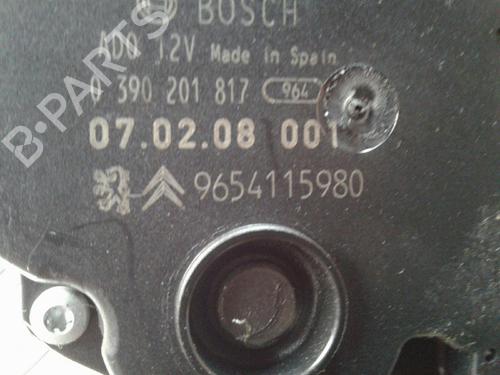 BOSCH
ADO 12V Made in Spain
0 390 201 817 964
07.02.08 001
9654115980
B-PARTS